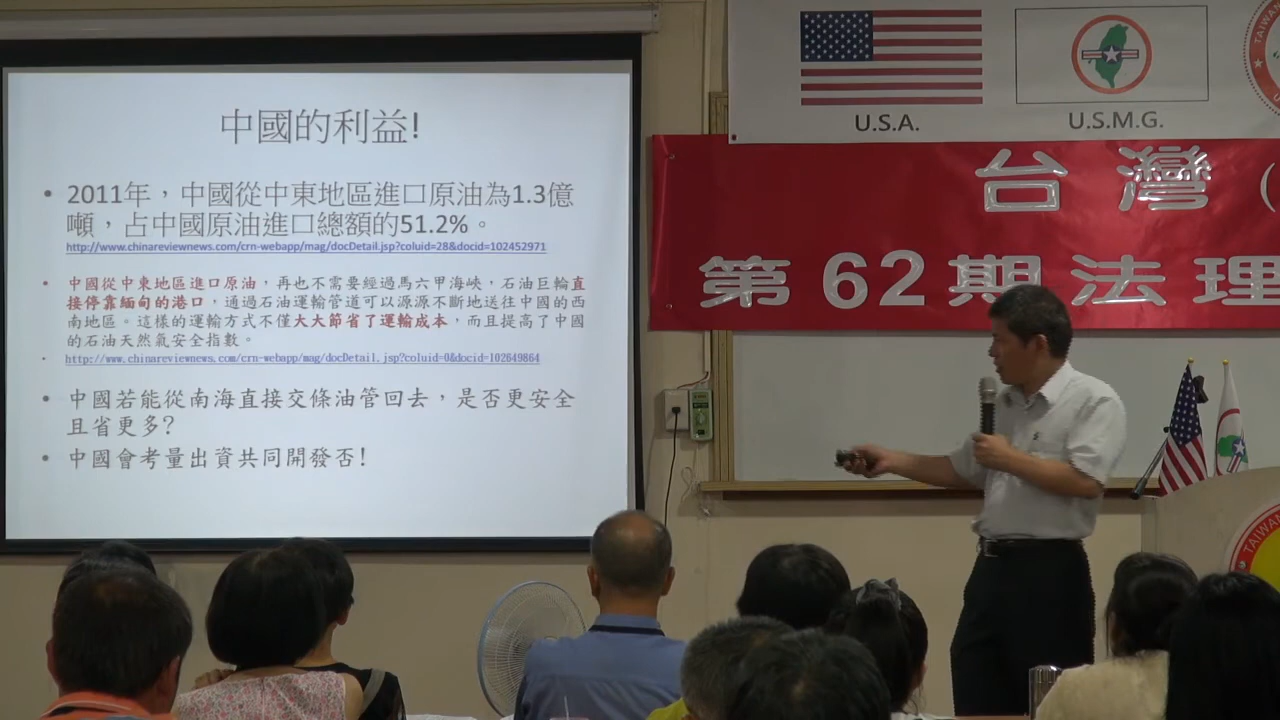 中國的利益!
• 2011年，中國從中東地區進口原油為1.3億
噸，占中國原油進口總額的51.2%。
http://www.chinareviewnews.com/crn-webapp/mag/docDetail.jsp?coluid=28&docid=102452971
• 中國從中東地區進口原油，再也不需要經過馬六甲海峽，石油巨輪直
接停靠緬甸的港口，通過石油運輸管道可以源源不斷地送往中國的西
南地區。這樣的運輸方式不僅大大節省了運輸成本，而且提高了中國
的石油天然氣安全指數。
• http://www.chinareviewnews.com/crn-webapp/mag/docDetail.jsp?coluid=0&docid=102649864
• 中國若能從南海直接交條油管回去，是否更安全
且省更多?
• 中國會考量出資共同開發否!
U.S.A.
U.S.M.G.
TAIWAN
台灣(
第62期法理
TAIWAN